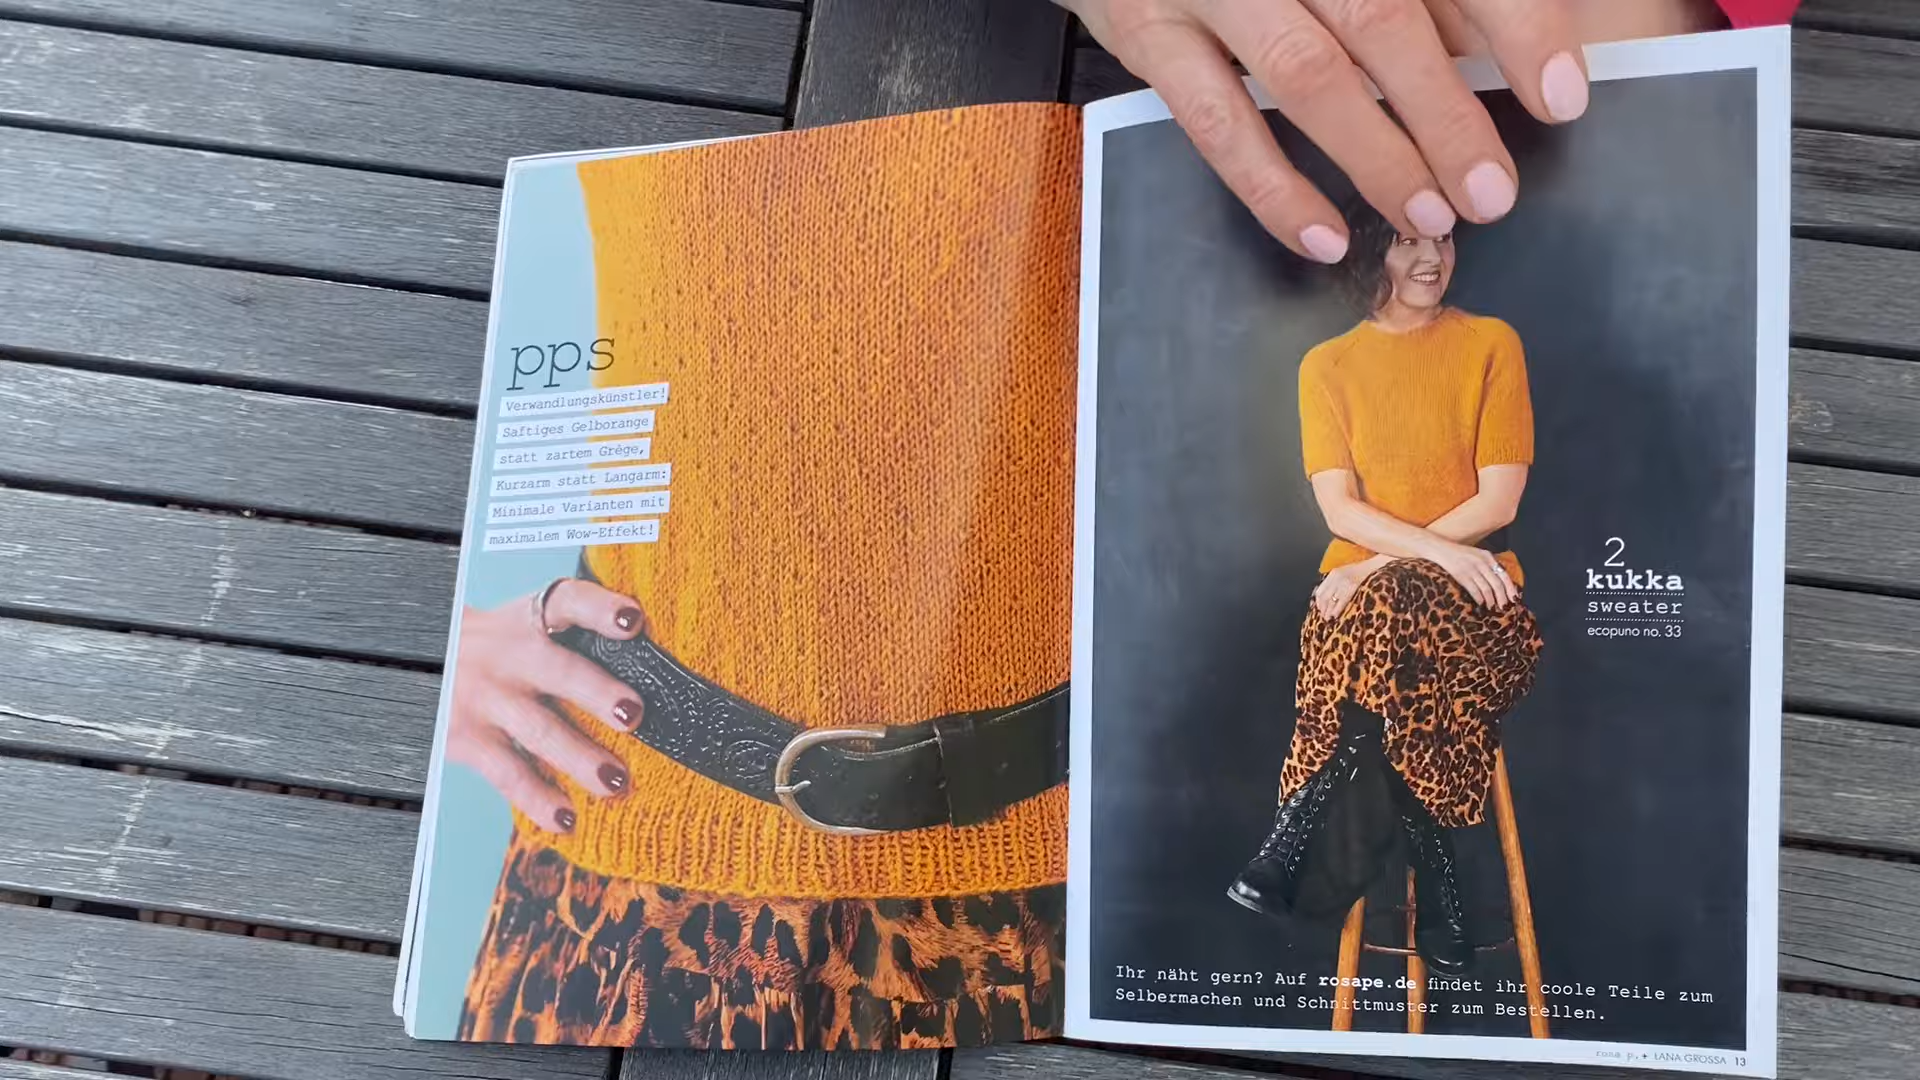 pps
Verwandlungskünstler!
Saftiges Gelborange
statt zartem Grège,
Kurzarm statt Langarm:
Minimale Varianten mit
maximalem Wow-Effekt!
2
kukka
sweater
ecopuno no. 33
Ihr näht gern? Auf rosape.de findet ihr coole Teile zum
Selbermachen und Schnittmuster zum Bestellen.
rosa p.+ LANA GROSSA 13